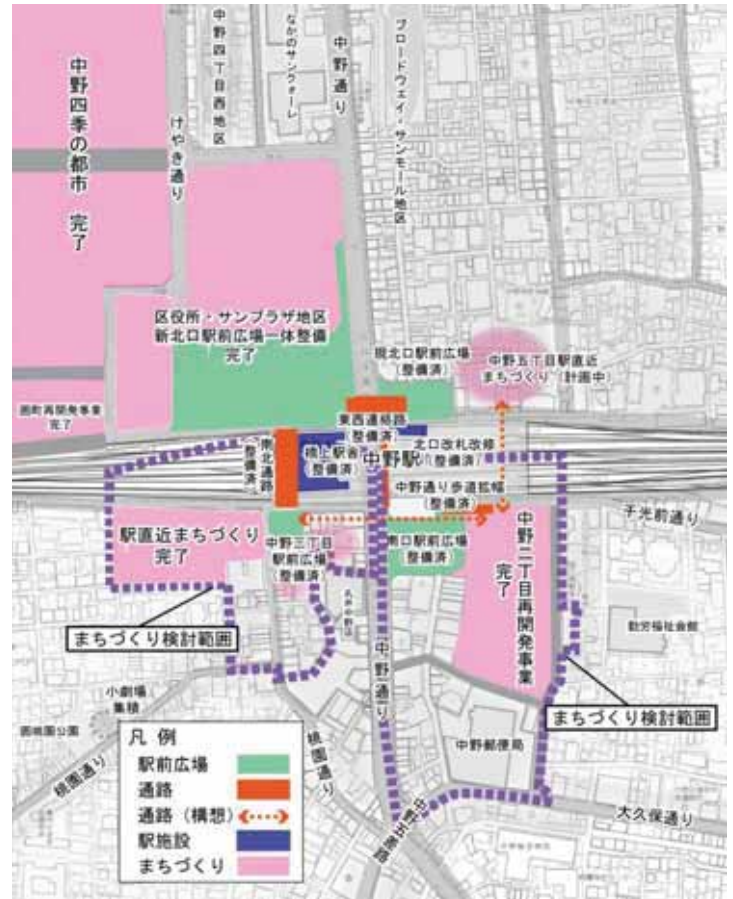 中野四季の都市 完了
けやき通り
中野四丁目西地区
なかのサンクォーレ
中野通り
ブロードウェイ・サンモール地区
区役所・サンプラザ地区
新北口駅前広場一体整備
完了
囲町再開発事業
完了
現北口駅前広場
(整備済)
中野五丁目駅直近
まちづくり(計画中)
東西連絡路
(整備済)
北口改札改修
(整備済)
南北通路
(整備済)
橋上駅舎
(整備済)
中野駅
中野通り歩道拡幅
(整備済)
駅直近まちづくり
完了
中野三丁目
駅前広場
(整備済)
南口駅前広場
(整備済)
中野二丁目再開発事業
完了
千光前通り
丸井中野店
まちづくり検討範囲
勤労福祉会館
まちづくり検討範囲
中野通り
小劇場
集積
囲桃園公園
桃園通り
桃園通り
中野郵便局
中野五差路
大久保通り
凡例
駅前広場
通路
通路(構想)
駅施設
まちづくり